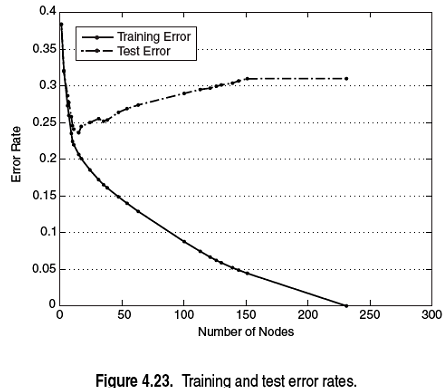 0.4
Training Error
Test Error
0.35
0.3
0.25
Error Rate
0.2
0.15
0.1
0.05
0
0 50 100 150 200 250 300
Number of Nodes
Figure 4.23. Training and test error rates.